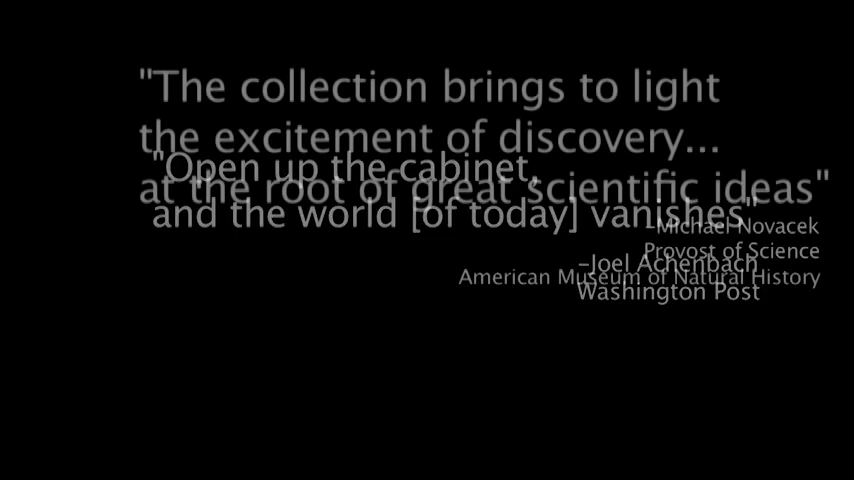 "The collection brings to light
the excitement of discovery...
at the root of great scientific ideas"
-Michael Novacek
Provost of Science
American Museum of Natural History
"Open up the cabinet,
and the world [of today] vanishes"
-Joel Achenbach
Washington Post